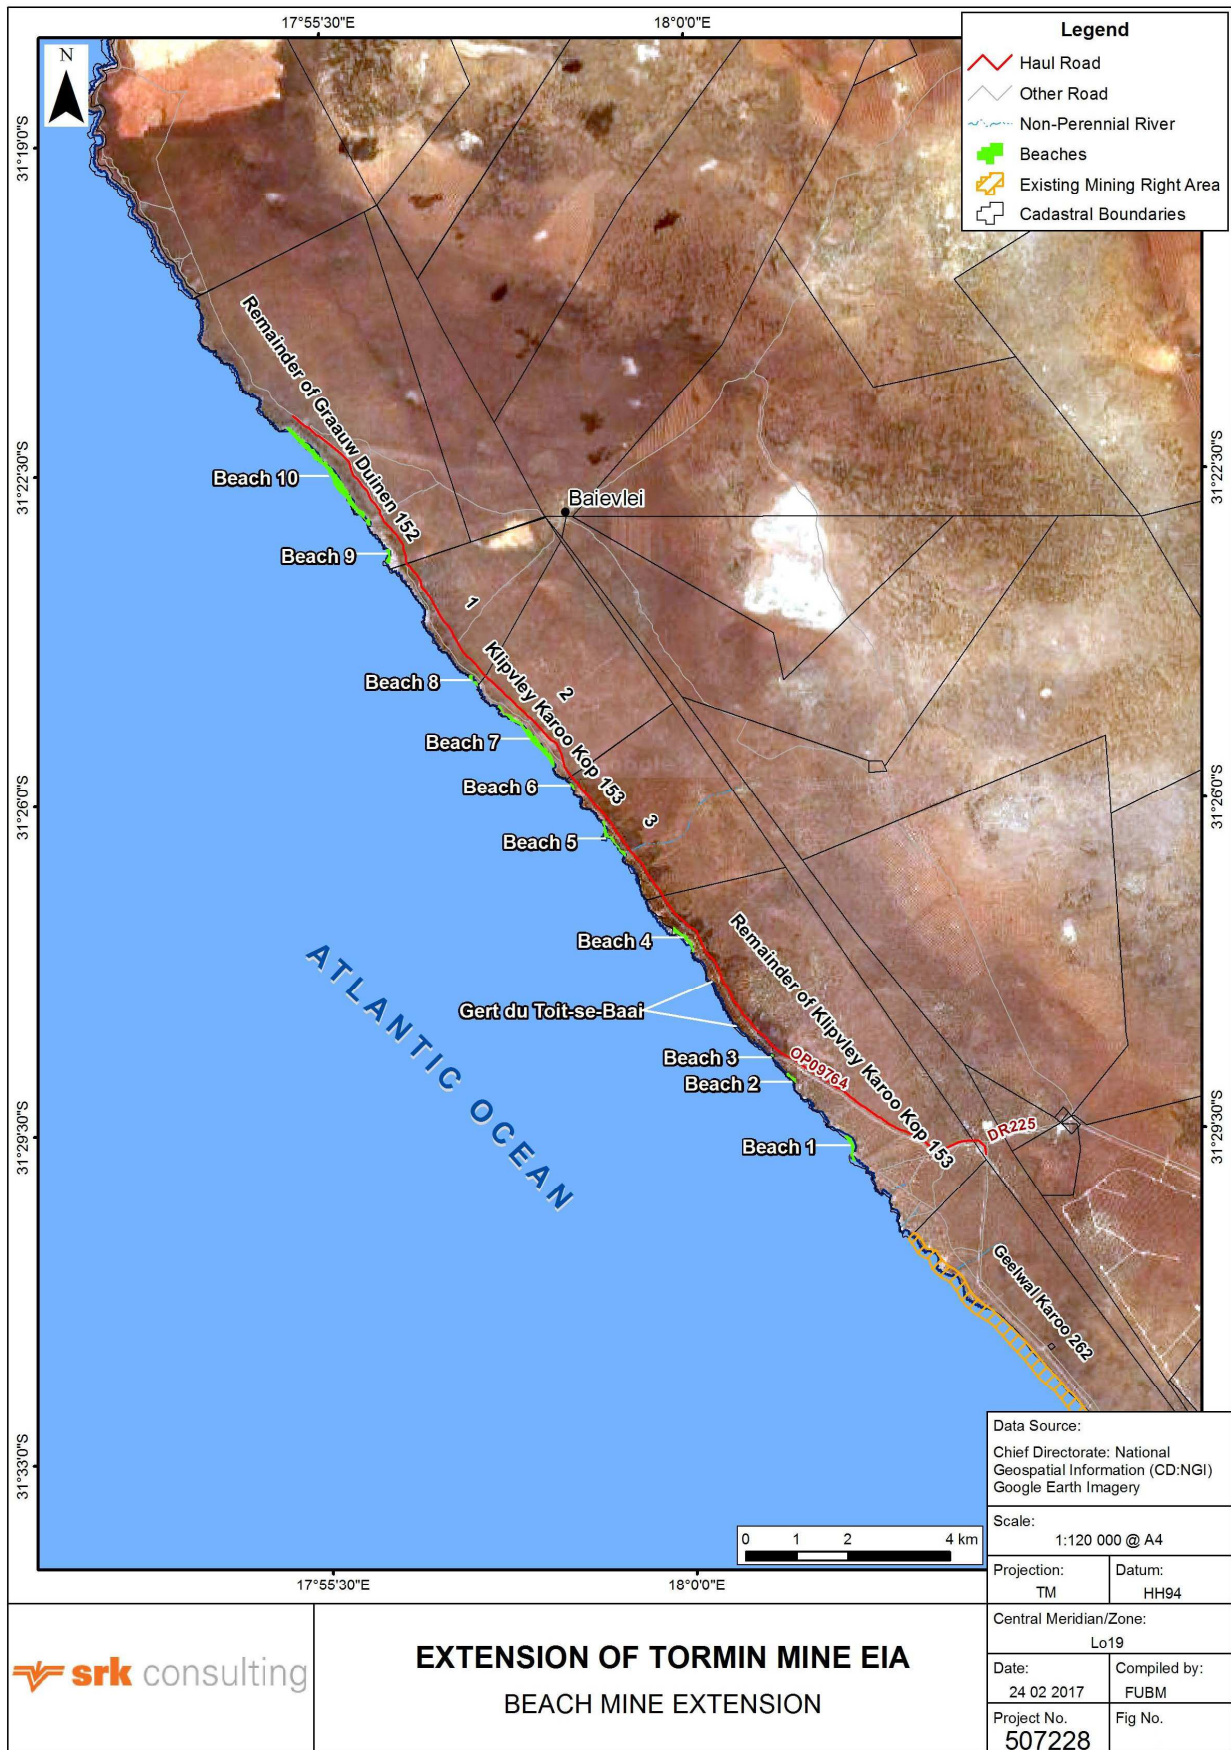 17°55'30"E
18°0'0"E
Legend
Haul Road
Other Road
Non-Perennial River
Beaches
Existing Mining Right Area
Cadastral Boundaries
N
31°19'0"S
Remainder of Graauw Duinen 152
31°22'30"S
31°22'30"S
Beach 10
Baievlei
Beach 9
1
Klipvley Karoo Kop 153
2
Beach 8
Beach 7
Beach 6
3
31°26'0"S
31°26'0"S
Beach 5
Beach 4
Remainder of Klipvley Karoo Kop 153
ATLANTIC OCEAN
Gert du Toit-se-Baai
Beach 3
OP09764
Beach 2
DR225
31°29'30"S
31°29'30"S
Beach 1
Geelwal Karoo 262
31°33'0"S
0 1 2 4 km
17°55'30"E
18°0'0"E
Data Source:
Chief Directorate: National
Geospatial Information (CD:NGI)
Google Earth Imagery
Scale:
1:120 000 @ A4
Projection:
TM
Datum:
HH94
Central Meridian/Zone:
Lo19
Date:
24 02 2017
Compiled by:
FUBM
Project No.
507228
Fig No.
srk consulting
EXTENSION OF TORMIN MINE EIA
BEACH MINE EXTENSION